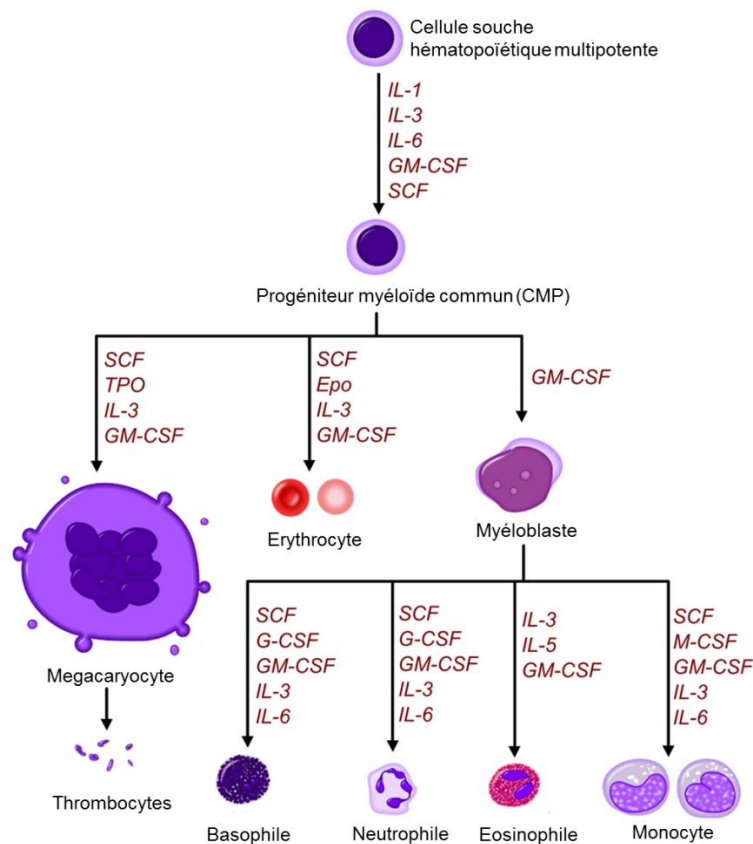 Cellule souche
hématopoïétique multipotente
IL-1
IL-3
IL-6
GM-CSF
SCF
Progéniteur myéloïde commun (CMP)
SCF
TPO
IL-3
GM-CSF
SCF
Epo
IL-3
GM-CSF
GM-CSF
Erythrocyte
Myéloblaste
Megacaryocyte
SCF
G-CSF
GM-CSF
IL-3
IL-6
SCF
G-CSF
GM-CSF
IL-3
IL-6
IL-3
IL-5
GM-CSF
SCF
M-CSF
GM-CSF
IL-3
IL-6
Thrombocytes
Basophile
Neutrophile
Eosinophile
Monocyte